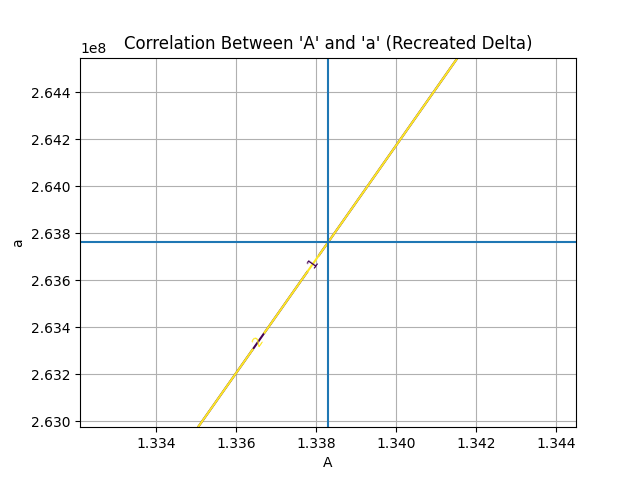 Correlation Between 'A' and 'a' (Recreated Delta)
1e8
2.644
2.642
2.640
2.638
2.636
2.634
2.632
2.630
a
1
1.334 1.336 1.338 1.340 1.342 1.344
A